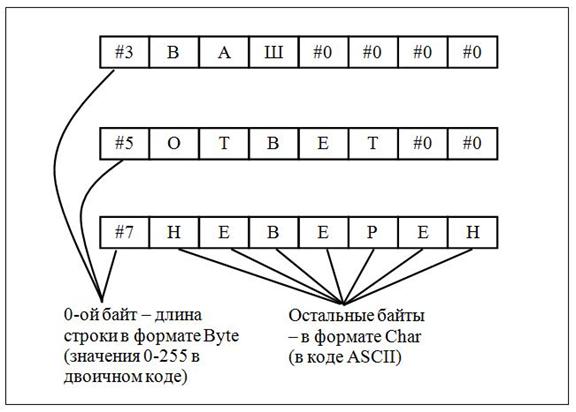 #3 В А Ш #0 #0 #0 #0
#5 О Т В Е Т #0 #0
#7 Н Е В Е Р Е Н
0-ой байт – длина
строки в формате Byte
(значения 0-255 в
двоичном коде)
Остальные байты
– в формате Char
(в коде ASCII)